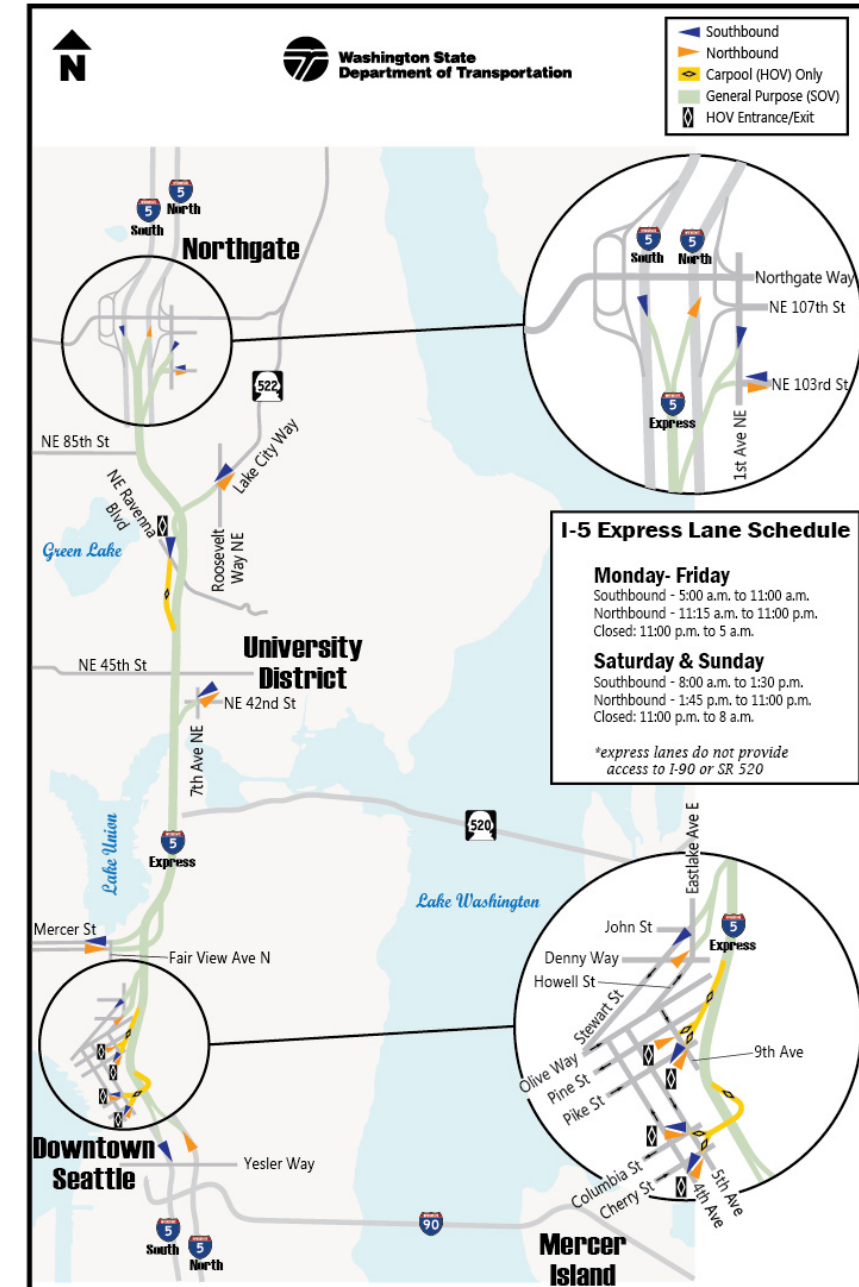 N
Washington State
Department of Transportation
Southbound
Northbound
Carpool (HOV) Only
General Purpose (SOV)
HOV Entrance/Exit
5
North
5
South
Northgate
5
South
5
North
Northgate Way
NE 107th St
NE 103rd St
5
Express
1st Ave NE
522
NE 85th St
Lake City Way
NE Ravenna
Blvd
Green Lake
Roosevelt
Way NE
I-5 Express Lane Schedule
Monday- Friday
Southbound - 5:00 a.m. to 11:00 a.m.
Northbound - 11:15 a.m. to 11:00 p.m.
Closed: 11:00 p.m. to 5 a.m.
Saturday & Sunday
Southbound - 8:00 a.m. to 1:30 p.m.
Northbound - 1:45 p.m. to 11:00 p.m.
Closed: 11:00 p.m. to 8 a.m.
*express lanes do not provide
access to I-90 or SR 520
University
District
NE 45th St
NE 42nd St
7th Ave NE
Lake Union
5
Express
520
Lake Washington
Eastlake Ave E
Mercer St
Fair View Ave N
John St
5
Express
Denny Way
Howell St
Stewart St
Olive Way
Pine St
Pike St
9th Ave
Columbia St
Cherry St
4th Ave
5th Ave
Downtown
Seattle
Yesler Way
90
5
South
5
North
Mercer
Island